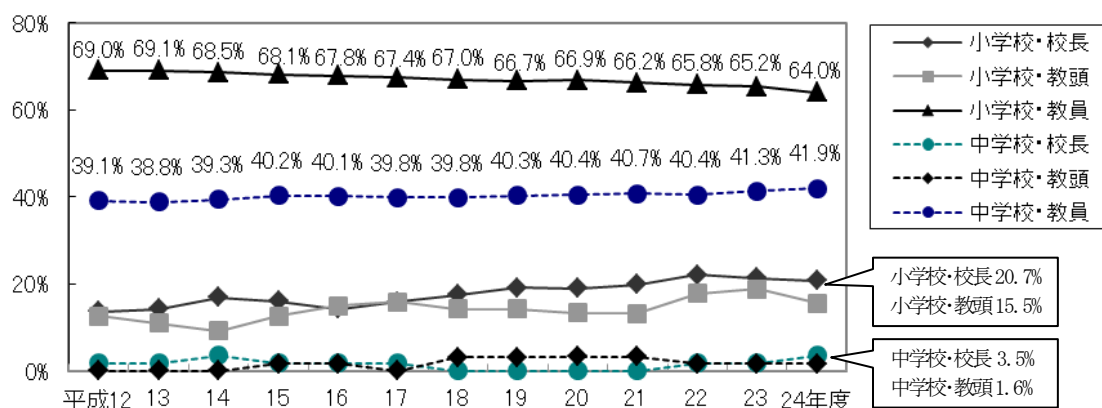 80%
60%
40%
20%
0%
69.0% 69.1% 68.5% 68.1% 67.8% 67.4% 67.0% 66.7% 66.9% 66.2% 65.8% 65.2% 64.0%
39.1% 38.8% 39.3% 40.2% 40.1% 39.8% 39.8% 40.3% 40.4% 40.7% 40.4% 41.3% 41.9%
平成12 13 14 15 16 17 18 19 20 21 22 23 24年度
小学校・校長
小学校・教頭
小学校・教員
中学校・校長
中学校・教頭
中学校・教員
小学校・校長 20.7%
小学校・教頭 15.5%
中学校・校長 3.5%
中学校・教頭 1.6%